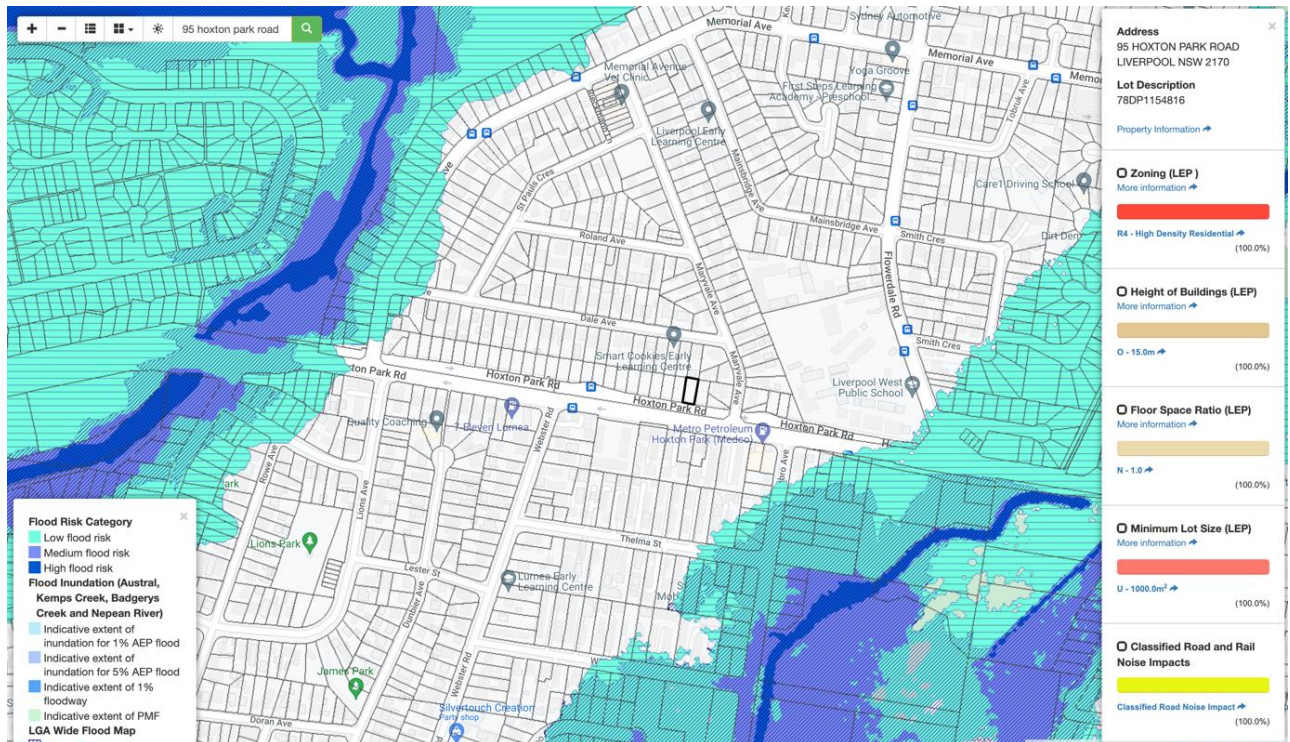 95 hoxton park road
Address
95 HOXTON PARK ROAD
LIVERPOOL NSW 2170
Lot Description
78DP1154816
Property Information
Zoning (LEP )
More information
R4 - High Density Residential
(100.0%)
Height of Buildings (LEP)
More information
O - 15.0m
(100.0%)
Floor Space Ratio (LEP)
More information
N - 1.0
(100.0%)
Minimum Lot Size (LEP)
More information
U - 1000.0m²
(100.0%)
Classified Road and Rail
Noise Impacts
Classified Road Noise Impact
(100.0%)
Sydney Automotive
Memorial Ave
Memorial Ave
Yoga Groove
Memorial Avenue
Vet Clinic
First Steps Learning
Academy - Preschool...
Tobruk Ave
Liverpool Early
Learning Centre
Mainsbridge Ave
St Pauls Cres
Care1 Driving School
Mainsbridge Ave
Smith Cres
Roland Ave
Maryvale Ave
Flowerdale Rd
Dale Ave
Smart Cookies Early
Learning Centre
Smith Cres
Maryvale Ave
Liverpool West
Public School
ton Park Rd
Hoxton Park Rd
Hoxton Park Rd
Hoxton Park Rd
Quality Coaching
7-Eleven Lurnea
Metro Petroleum
Hoxton Park (Medco)
Webster Rd
Rowe Ave
Lions Ave
ark
Lions Park
Thelma St
Lester St
Lurnea Early
Learning Centre
Dunbier Ave
James Park
Webster Rd
Silvertouch Creation
Party shop
Doran Ave
Flood Risk Category
Low flood risk
Medium flood risk
High flood risk
Flood Inundation (Austral,
Kemps Creek, Badgerys
Creek and Nepean River)
Indicative extent of
inundation for 1% AEP flood
Indicative extent of
inundation for 5% AEP flood
Indicative extent of 1%
floodway
Indicative extent of PMF
LGA Wide Flood Map